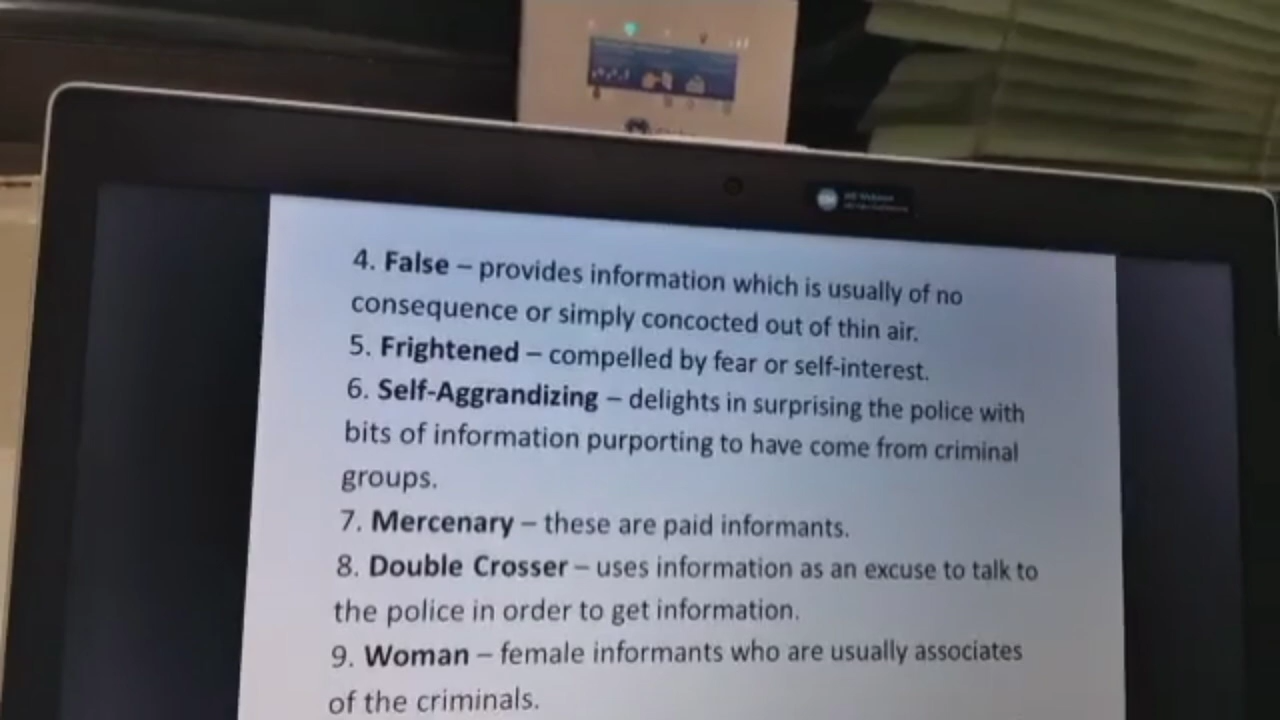 4. False – provides information which is usually of no
consequence or simply concocted out of thin air.
5. Frightened – compelled by fear or self-interest.
6. Self-Aggrandizing – delights in surprising the police with
bits of information purporting to have come from criminal
groups.
7. Mercenary – these are paid informants.
8. Double Crosser – uses information as an excuse to talk to
the police in order to get information.
9. Woman – female informants who are usually associates
of the criminals.